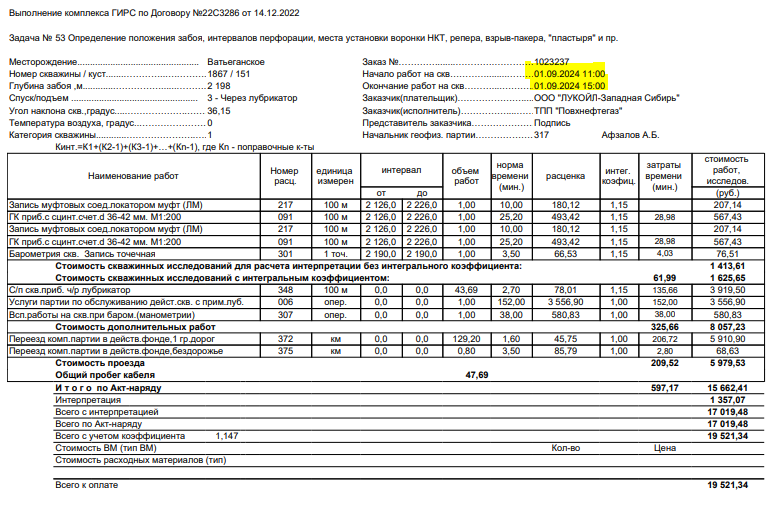 Выполнение комплекса ГИРС по Договору №22С3286 от 14.12.2022
Задача № 53 Определение положения забоя, интервалов перфорации, места установки воронки НКТ, репера, взрыв-пакера, "пластыря" и пр.
Месторождение..................Ватьеганское Заказ №.......................................1023237
Номер скважины / куст.........1867 / 151 Начало работ на скв.....................01.09.2024 11:00
Глубина забоя ,м..................2 198 Окончание работ на скв...............01.09.2024 15:00
Спуск/подъем ......................3 - Через лубрикатор Заказчик(плательщик)..................ООО "ЛУКОЙЛ-Западная Сибирь"
Угол наклона скв.,градус......36,15 Заказчик(исполнитель).................ТПП "Повхнефтегаз"
Температура воздуха, градус.0 Представитель заказчика.............Подпись
Категория скважины.............1 Начальник геофиз. партии...........317 Афзалов А.Б.
Кинт.=К1+(К2-1)+(К3-1)+…+(Кn-1), где Кn - поправочные к-ты
Наименование работ Номер расц. единица измерен интервал от до объем работ норма времени (мин.) расценка интег. коэфиц. затраты времени (мин.) стоимость работ, исследов. (руб.)
Запись муфтовых соед.локатором муфт (ЛМ) 217 100 м 2 126,0 2 226,0 1,00 10,00 180,12 1,15 207,14
ГК приб.с сцинт.счет.d 36-42 мм. М1:200 091 100 м 2 126,0 2 226,0 1,00 25,20 493,42 1,15 28,98 567,43
Запись муфтовых соед.локатором муфт (ЛМ) 217 100 м 2 126,0 2 226,0 1,00 10,00 180,12 1,15 207,14
ГК приб.с сцинт.счет.d 36-42 мм. М1:200 091 100 м 2 126,0 2 226,0 1,00 25,20 493,42 1,15 28,98 567,43
Барометрия скв. Запись точечная 301 1 точ. 2 190,0 2 190,0 1,00 3,50 66,53 1,15 4,03 76,51
Стоимость скважинных исследований для расчета интерпретации без интегрального коэффициента: 1 413,61
Стоимость скважинных исследований с интегральным коэффициентом: 61,99 1 625,65
С/п скв.приб. ч/р лубрикатор 348 100 м 0,0 0,0 43,69 2,70 78,01 1,15 135,66 3 919,50
Услуги партии по обслуживанию дейст.скв. с прим.луб. 006 опер. 0,0 0,0 1,00 152,00 3 556,90 1,00 152,00 3 556,90
Всп.работы на скв.при баром.(манометрии) 307 опер. 0,0 0,0 1,00 38,00 580,83 1,00 38,00 580,83
Стоимость дополнительных работ 325,66 8 057,23
Переезд комп.партии в действ.фонде,1 гр.дорог 372 км 0,0 0,0 129,20 1,60 45,75 1,00 206,72 5 910,90
Переезд комп.партии в действ.фонде,бездорожье 375 км 0,0 0,0 0,80 3,50 85,79 1,00 2,80 68,63
Стоимость проезда 209,52 5 979,53
Общий пробег кабеля 47,69
И т о г о по Акт-наряду 597,17 15 662,41
Интерпретация 1 357,07
Всего с интерпретацией 17 019,48
Всего по Акт-наряду 17 019,48
Всего с учетом коэффициента 1,147 19 521,34
Стоимость ВМ (тип ВМ) Кол-во Цена
Стоимость расходных материалов (тип)
Всего к оплате 19 521,34